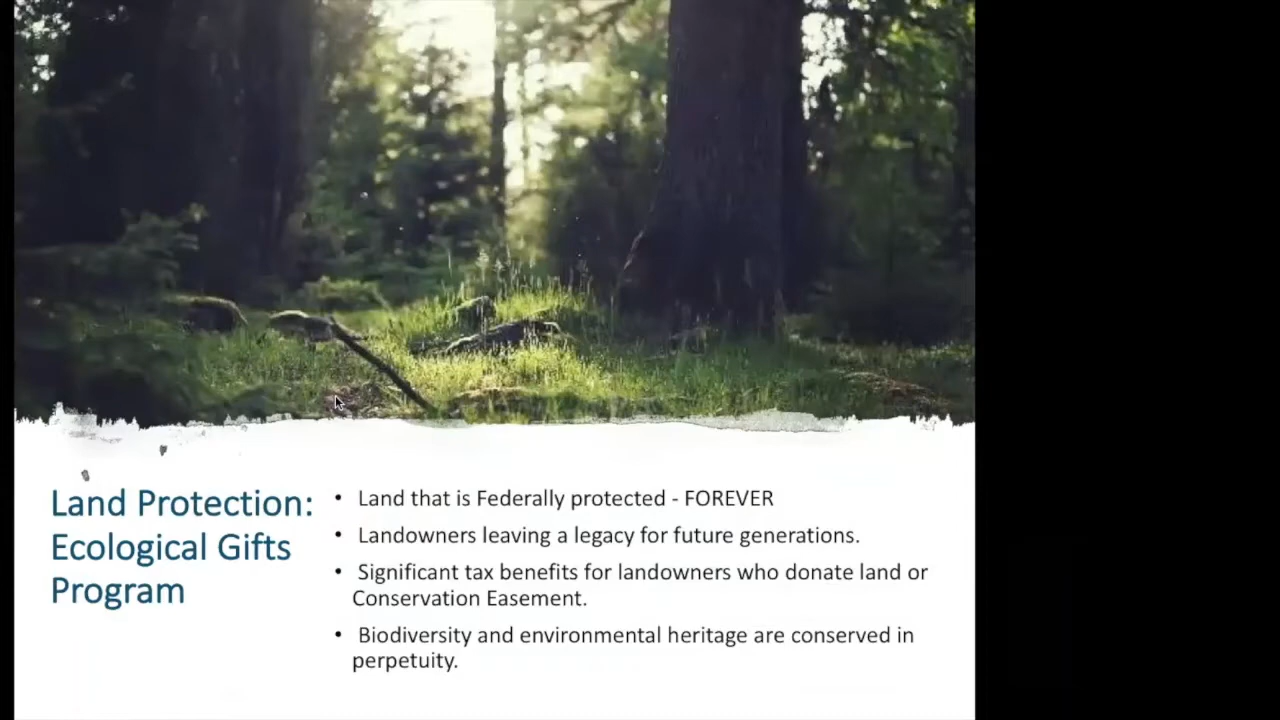 Land Protection:
Ecological Gifts
Program
• Land that is Federally protected - FOREVER
• Landowners leaving a legacy for future generations.
• Significant tax benefits for landowners who donate land or
Conservation Easement.
• Biodiversity and environmental heritage are conserved in
perpetuity.